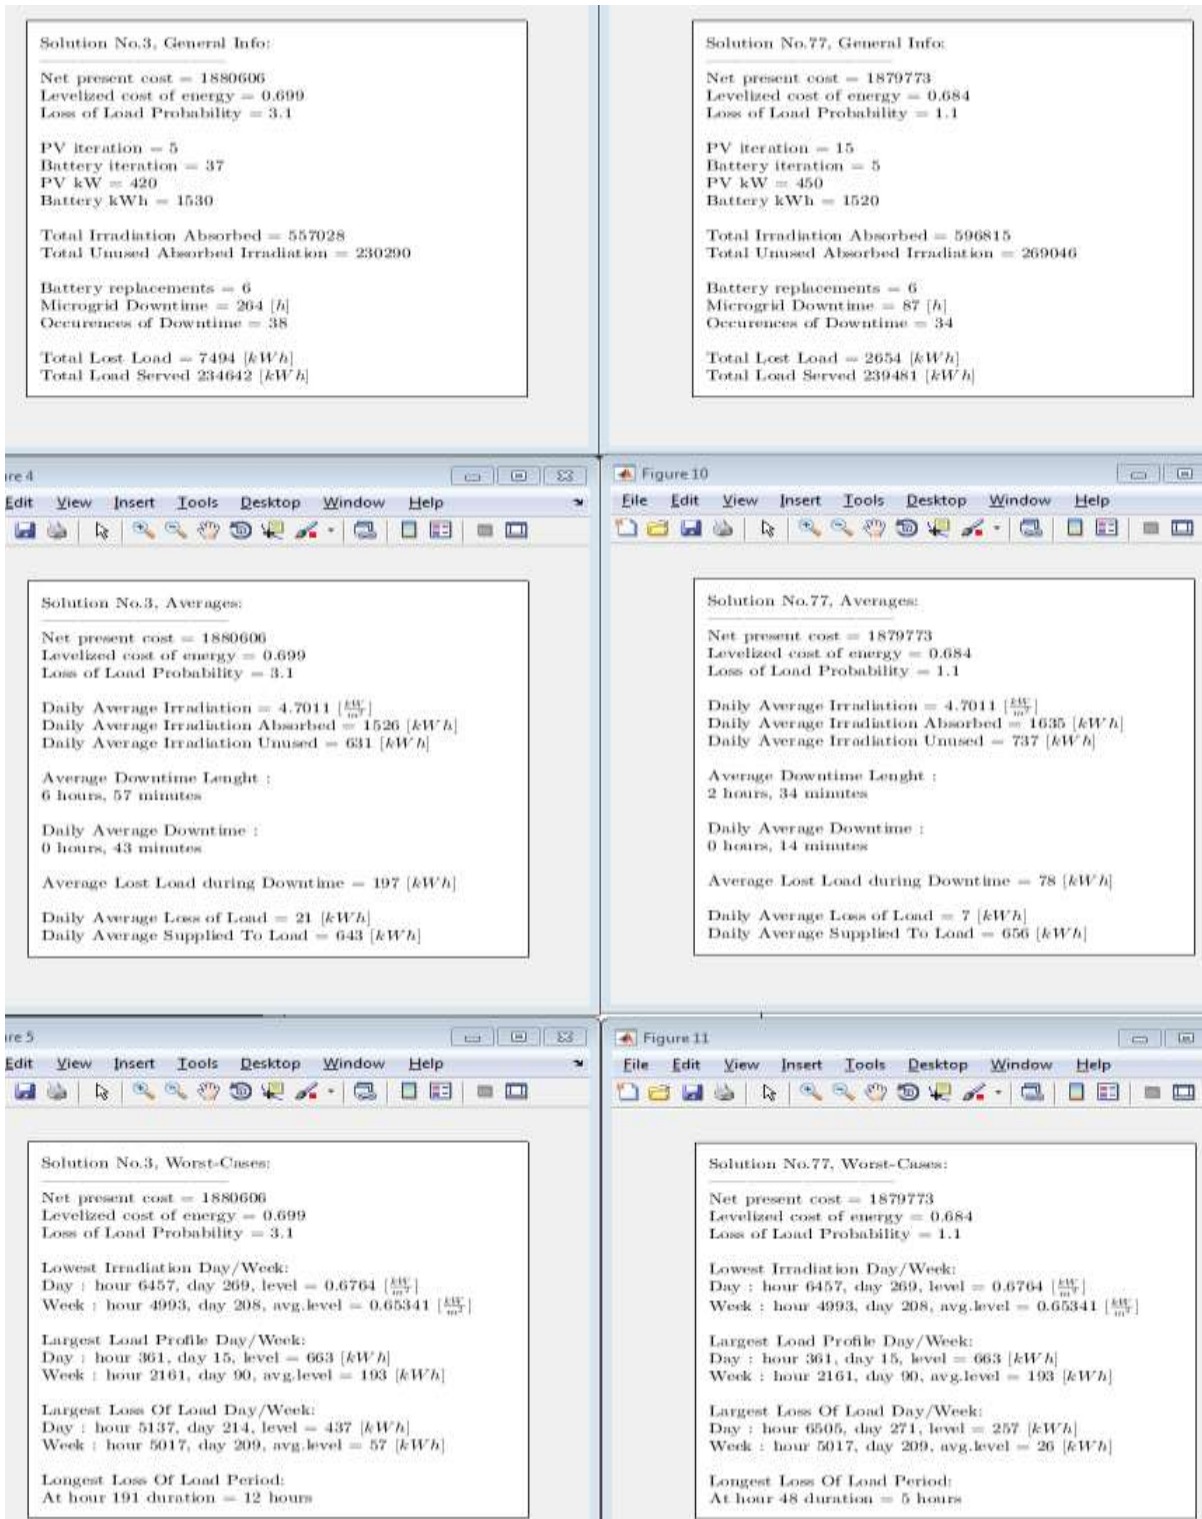 Solution No.3, General Info:
Net present cost = 1880606
Levelized cost of energy = 0.699
Loss of Load Probability = 3.1
PV iteration = 5
Battery iteration = 37
PV kW = 420
Battery kWh = 1530
Total Irradiation Absorbed = 557028
Total Unused Absorbed Irradiation = 230290
Battery replacements = 6
Microgrid Downtime = 264 [h]
Occurences of Downtime = 38
Total Lost Load = 7494 [kWh]
Total Load Served 234642 [kWh]
Solution No.77, General Info:
Net present cost = 1879773
Levelized cost of energy = 0.684
Loss of Load Probability = 1.1
PV iteration = 15
Battery iteration = 5
PV kW = 450
Battery kWh = 1520
Total Irradiation Absorbed = 596815
Total Unused Absorbed Irradiation = 269046
Battery replacements = 6
Microgrid Downtime = 87 [h]
Occurences of Downtime = 34
Total Lost Load = 2654 [kWh]
Total Load Served 239481 [kWh]
ure 4
Edit View Insert Tools Desktop Window Help
Solution No.3, Averages:
Net present cost = 1880606
Levelized cost of energy = 0.699
Loss of Load Probability = 3.1
Daily Average Irradiation = 4.7011 [kW/m²]
Daily Average Irradiation Absorbed = 1526 [kWh]
Daily Average Irradiation Unused = 631 [kWh]
Average Downtime Lenght :
6 hours, 57 minutes
Daily Average Downtime :
0 hours, 43 minutes
Average Lost Load during Downtime = 197 [kWh]
Daily Average Loss of Load = 21 [kWh]
Daily Average Supplied To Load = 643 [kWh]
Figure 10
File Edit View Insert Tools Desktop Window Help
Solution No.77, Averages:
Net present cost = 1879773
Levelized cost of energy = 0.684
Loss of Load Probability = 1.1
Daily Average Irradiation = 4.7011 [kW/m²]
Daily Average Irradiation Absorbed = 1635 [kWh]
Daily Average Irradiation Unused = 737 [kWh]
Average Downtime Lenght :
2 hours, 34 minutes
Daily Average Downtime :
0 hours, 14 minutes
Average Lost Load during Downtime = 78 [kWh]
Daily Average Loss of Load = 7 [kWh]
Daily Average Supplied To Load = 656 [kWh]
ure 5
Edit View Insert Tools Desktop Window Help
Solution No.3, Worst-Cases:
Net present cost = 1880606
Levelized cost of energy = 0.699
Loss of Load Probability = 3.1
Lowest Irradiation Day/Week:
Day : hour 6457, day 269, level = 0.6764 [kW/m²]
Week : hour 4993, day 208, avg.level = 0.65341 [kW/m²]
Largest Load Profile Day/Week:
Day : hour 361, day 15, level = 663 [kWh]
Week : hour 2161, day 90, avg.level = 193 [kWh]
Largest Loss Of Load Day/Week:
Day : hour 5137, day 214, level = 437 [kWh]
Week : hour 5017, day 209, avg.level = 57 [kWh]
Longest Loss Of Load Period:
At hour 191 duration = 12 hours
Figure 11
File Edit View Insert Tools Desktop Window Help
Solution No.77, Worst-Cases:
Net present cost = 1879773
Levelized cost of energy = 0.684
Loss of Load Probability = 1.1
Lowest Irradiation Day/Week:
Day : hour 6457, day 269, level = 0.6764 [kW/m²]
Week : hour 4993, day 208, avg.level = 0.65341 [kW/m²]
Largest Load Profile Day/Week:
Day : hour 361, day 15, level = 663 [kWh]
Week : hour 2161, day 90, avg.level = 193 [kWh]
Largest Loss Of Load Day/Week:
Day : hour 6505, day 271, level = 257 [kWh]
Week : hour 5017, day 209, avg.level = 26 [kWh]
Longest Loss Of Load Period:
At hour 48 duration = 5 hours